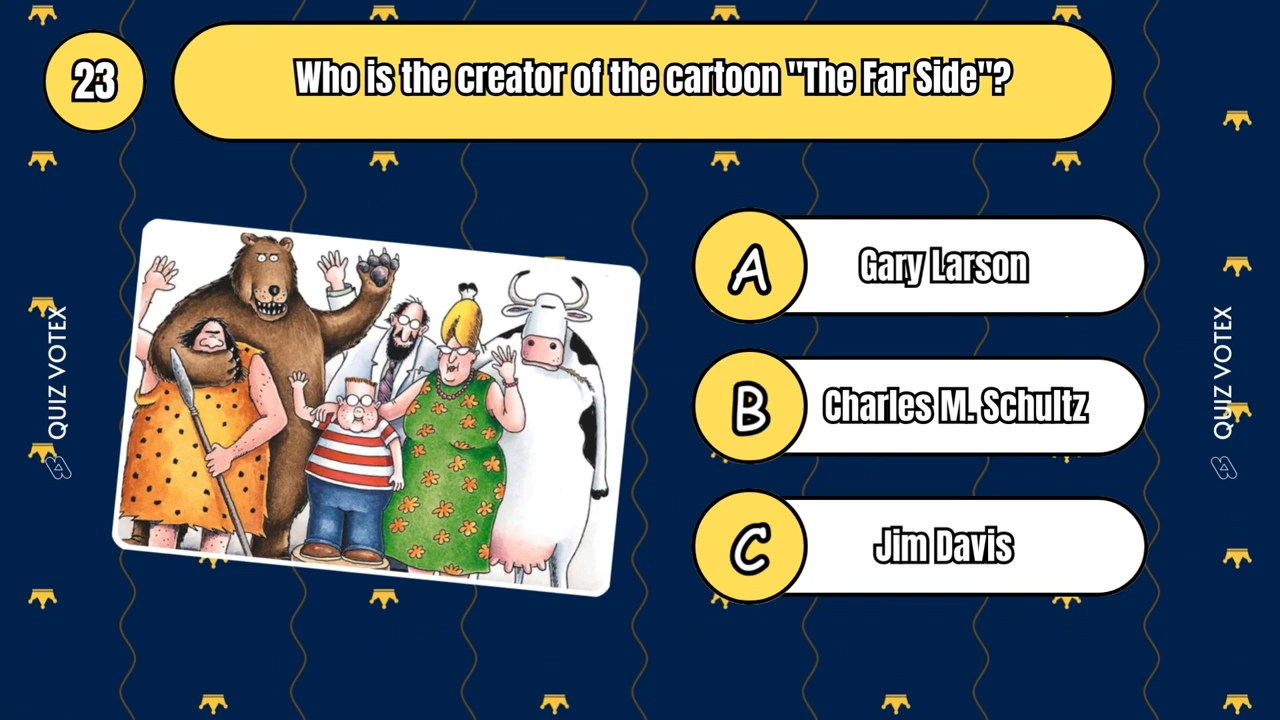 23
Who is the creator of the cartoon "The Far Side"?
A
Gary Larson
B
Charles M. Schultz
C
Jim Davis
QUIZ VOTEX
QUIZ VOTEX